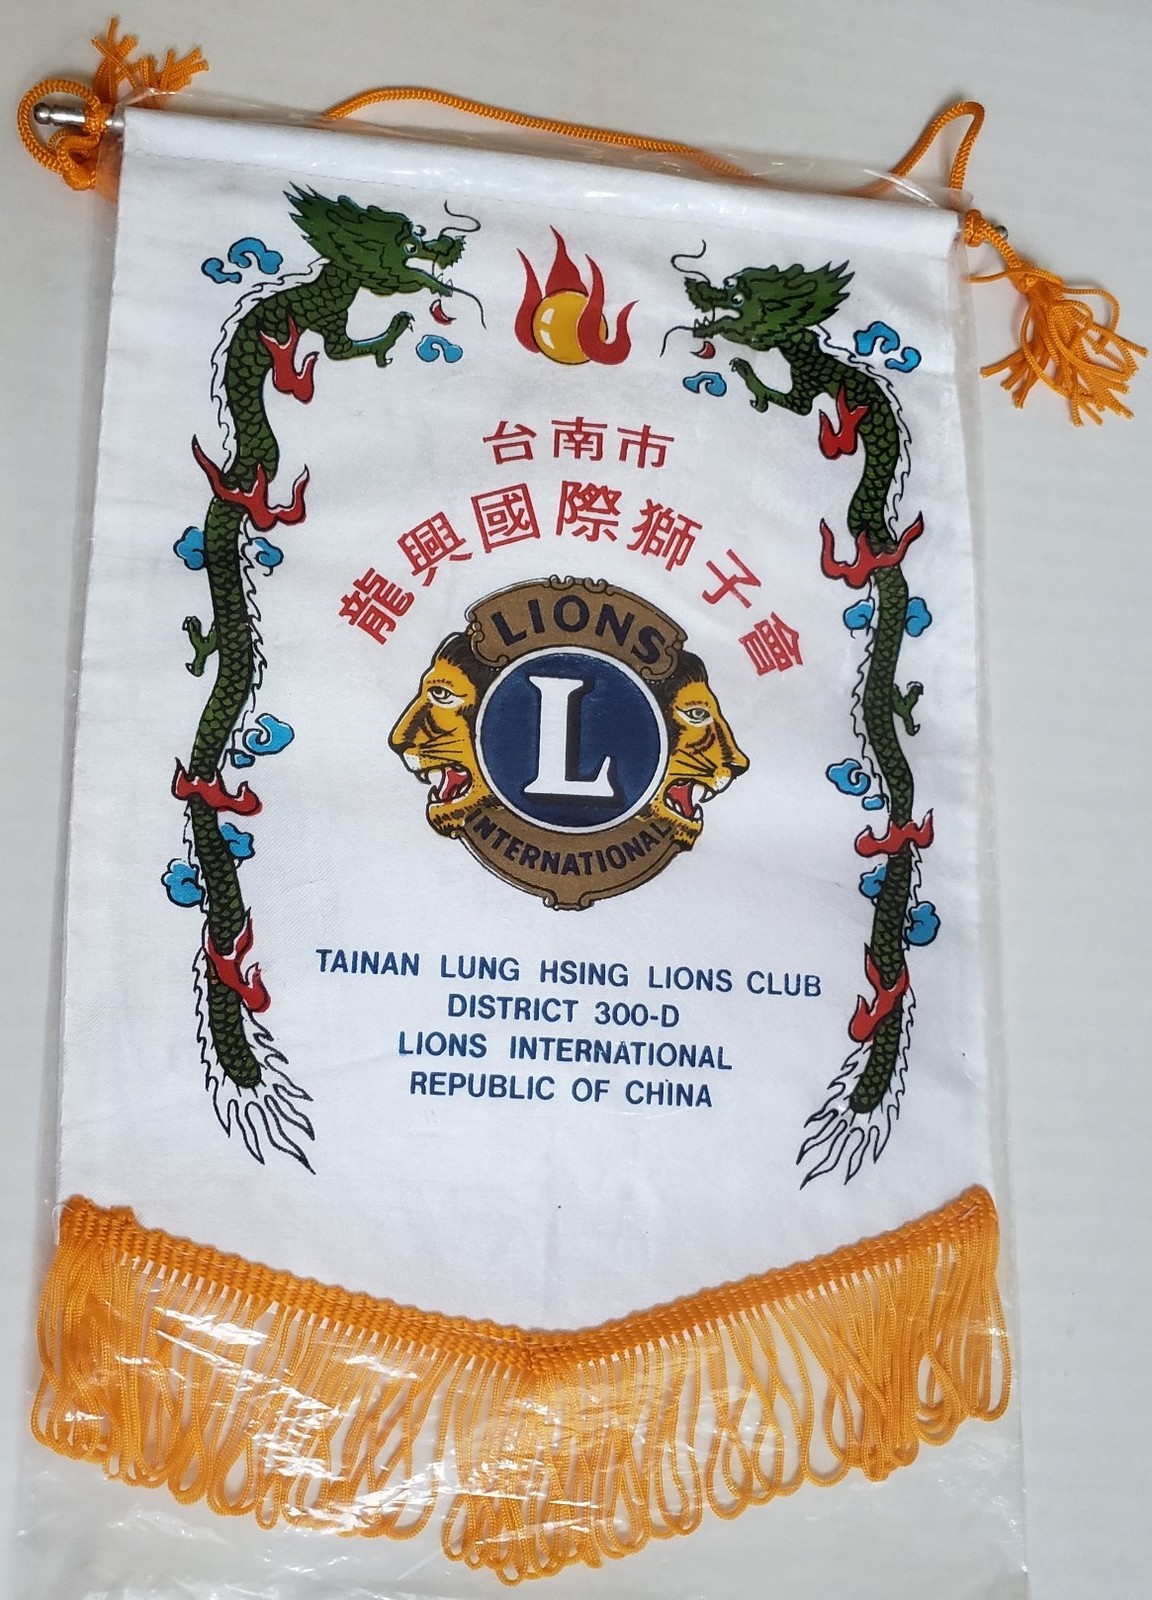 台南市
龍興國際獅子會
LIONS
L
INTERNATIONAL
TAINAN LUNG HSING LIONS CLUB
DISTRICT 300-D
LIONS INTERNATIONAL
REPUBLIC OF CHINA